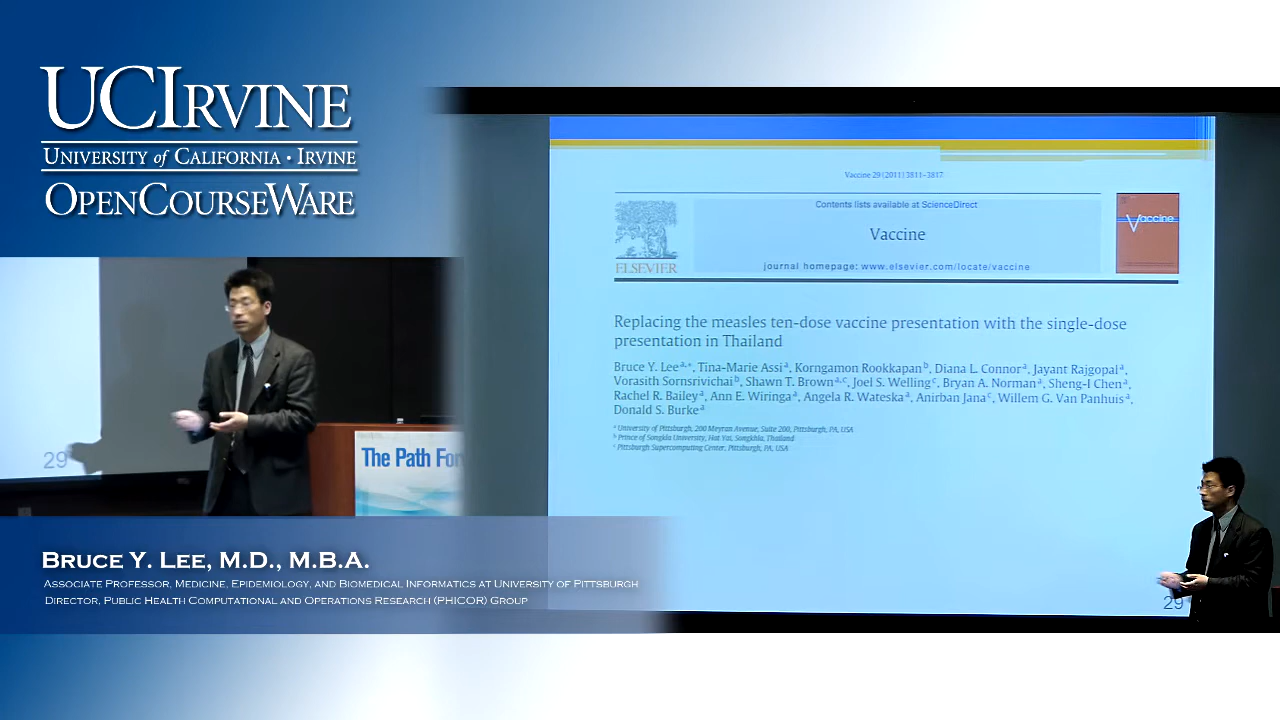 UCIRVINE
UNIVERSITY of CALIFORNIA · IRVINE
OPENCOURSEWARE
29
The Path For
BRUCE Y. LEE, M.D., M.B.A.
ASSOCIATE PROFESSOR, MEDICINE, EPIDEMIOLOGY, AND BIOMEDICAL INFORMATICS AT UNIVERSITY OF PITTSBURGH
DIRECTOR, PUBLIC HEALTH COMPUTATIONAL AND OPERATIONS RESEARCH (PHICOR) GROUP
Vaccine 29 (2011) 3811–3817
Contents lists available at ScienceDirect
Vaccine
journal homepage: www.elsevier.com/locate/vaccine
ELSEVIER
Vaccine
Replacing the measles ten-dose vaccine presentation with the single-dose
presentation in Thailand
Bruce Y. Lee a,*, Tina-Marie Assi a, Korngamon Rookkapan b, Diana L. Connor a, Jayant Rajgopal a,
Vorasith Sornsrivichai b, Shawn T. Brown a,c, Joel S. Welling c, Bryan A. Norman a, Sheng-I Chen a,
Rachel R. Bailey a, Ann E. Wiringa a, Angela R. Wateska a, Anirban Jana c, Willem G. Van Panhuis a,
Donald S. Burke a
a University of Pittsburgh, 200 Meyran Avenue, Suite 200, Pittsburgh, PA, USA
b Prince of Songkla University, Hat Yai, Songkhla, Thailand
c Pittsburgh Supercomputing Center, Pittsburgh, PA, USA
29